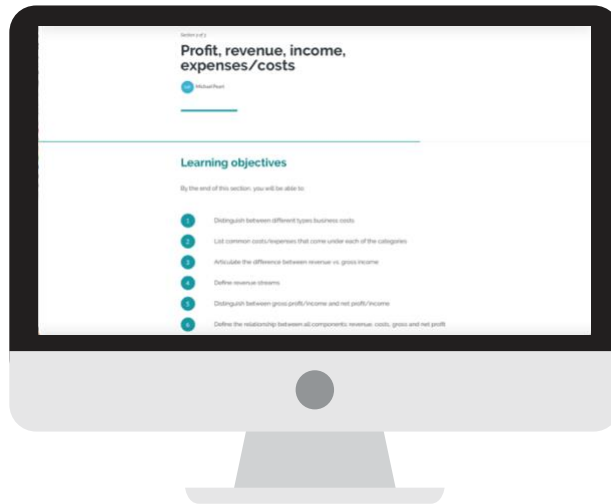 Profit, revenue, income,
expenses/costs
Learning objectives
By the end of this section, you will be able to:
1 Distinguish between different types business costs
2 List common costs/expenses that come under each of the categories
3 Articulate the difference between revenue vs. gross income
4 Define revenue streams
5 Distinguish between gross profit/income and net profit/income
6 Define the relationship between all components: revenue, costs, gross and net profit